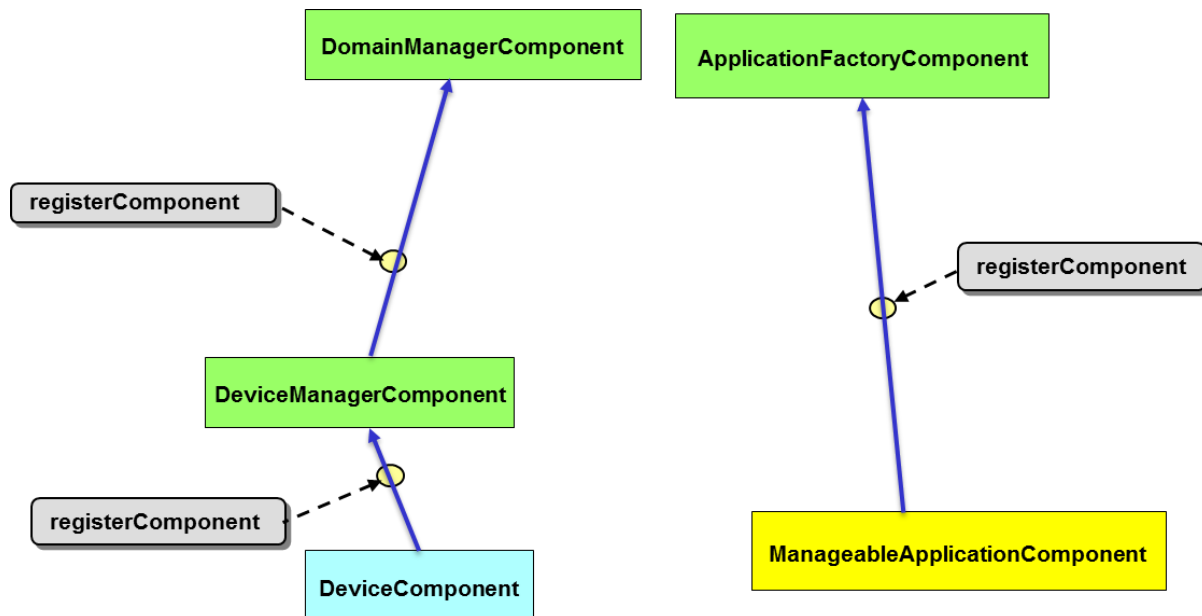 DomainManagerComponent
ApplicationFactoryComponent
registerComponent
registerComponent
DeviceManagerComponent
registerComponent
ManageableApplicationComponent
DeviceComponent